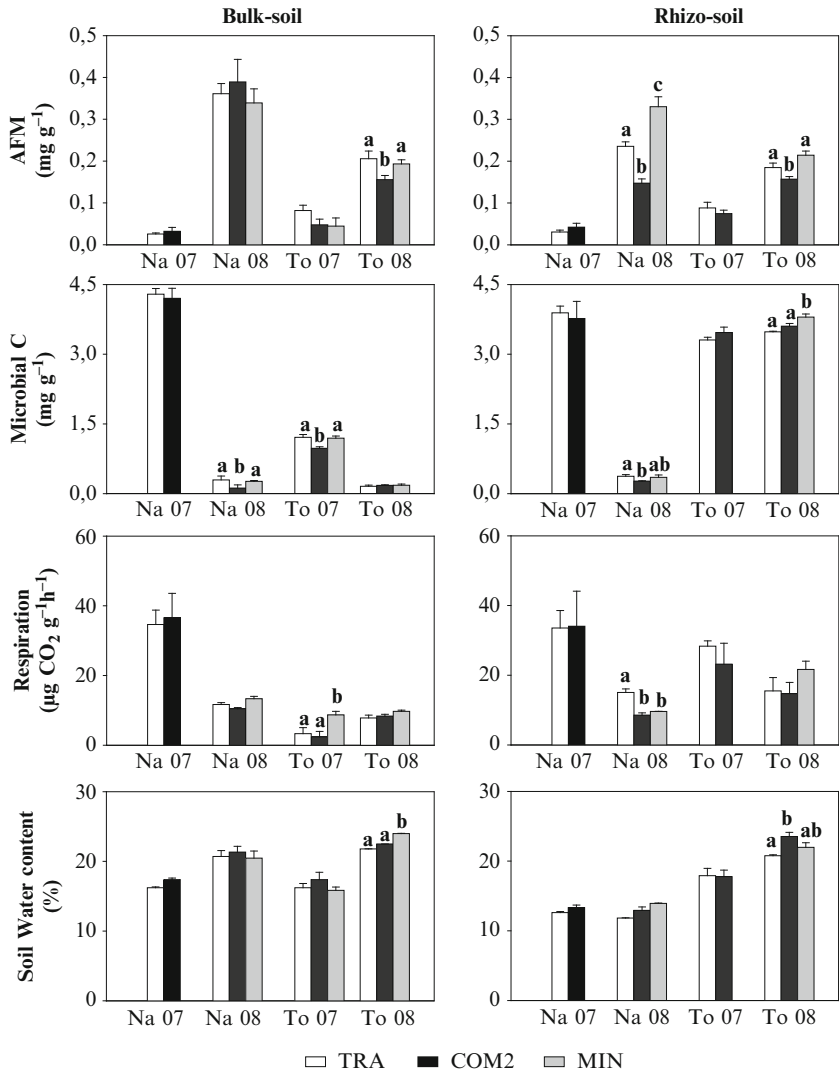 Bulk-soil Rhizo-soil
AFM
(mg g⁻¹)
0,5
0,4
0,3
0,2
0,1
0,0
a
b
a
Na 07 Na 08 To 07 To 08
0,5
0,4
0,3
0,2
0,1
0,0
a
b
c
a
b
a
Na 07 Na 08 To 07 To 08
Microbial C
(mg g⁻¹)
4,5
3,0
1,5
0,0
a b a
a b a
Na 07 Na 08 To 07 To 08
4,5
3,0
1,5
0,0
a b ab
a a b
Na 07 Na 08 To 07 To 08
Respiration
(µg CO₂ g⁻¹h⁻¹)
60
40
20
0
a a b
Na 07 Na 08 To 07 To 08
60
40
20
0
a b b
Na 07 Na 08 To 07 To 08
Soil Water content
(%)
30
20
10
0
a a b
Na 07 Na 08 To 07 To 08
30
20
10
0
a b ab
Na 07 Na 08 To 07 To 08
TRA COM2 MIN